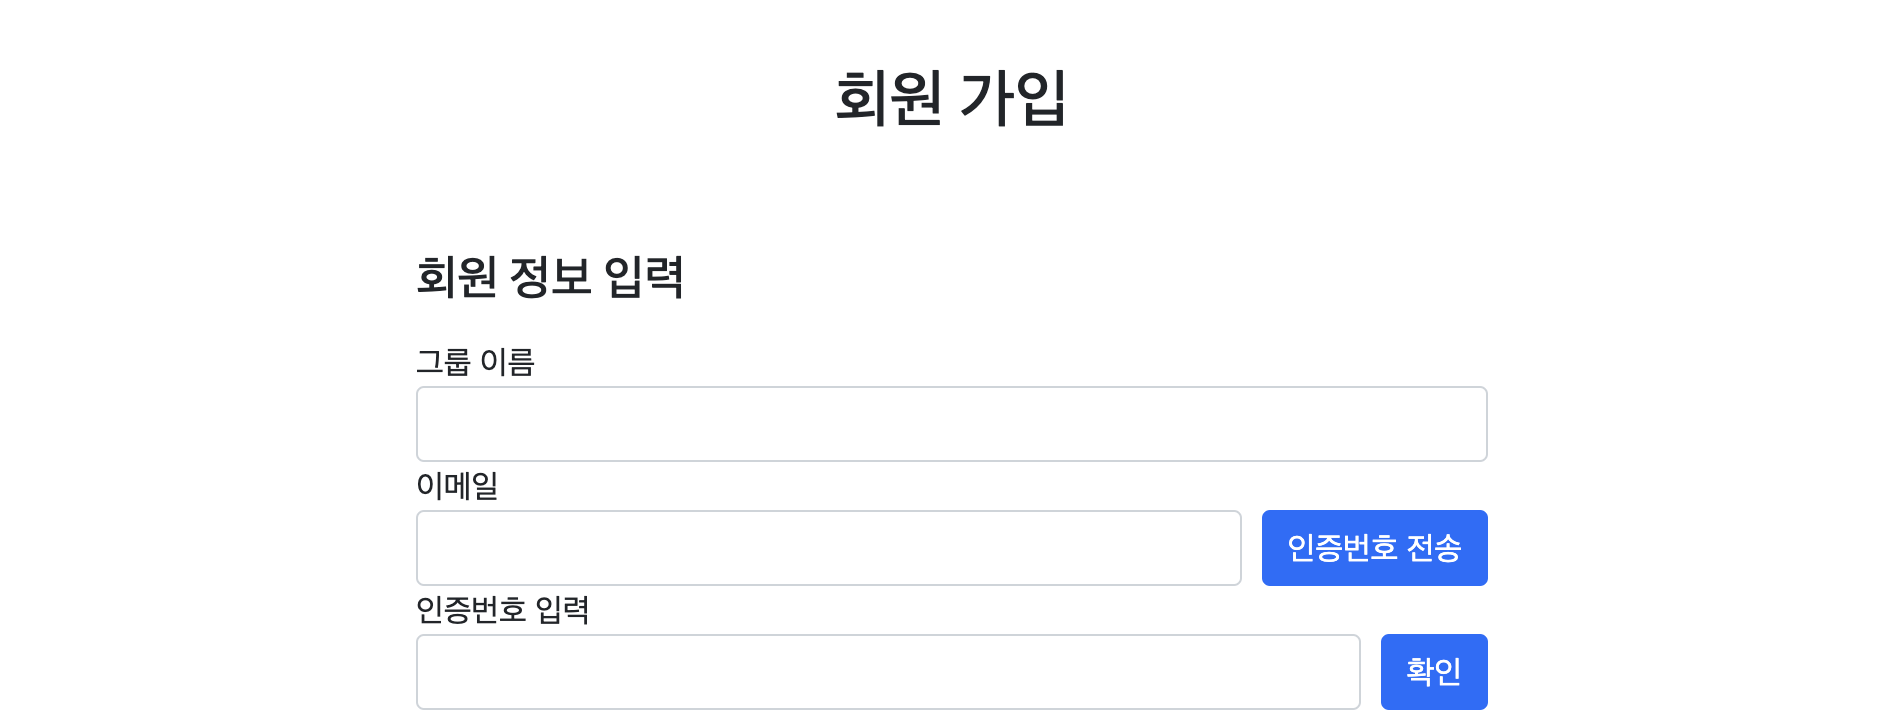 회원 가입
회원 정보 입력
그룹 이름
이메일
인증번호 전송
인증번호 입력
확인